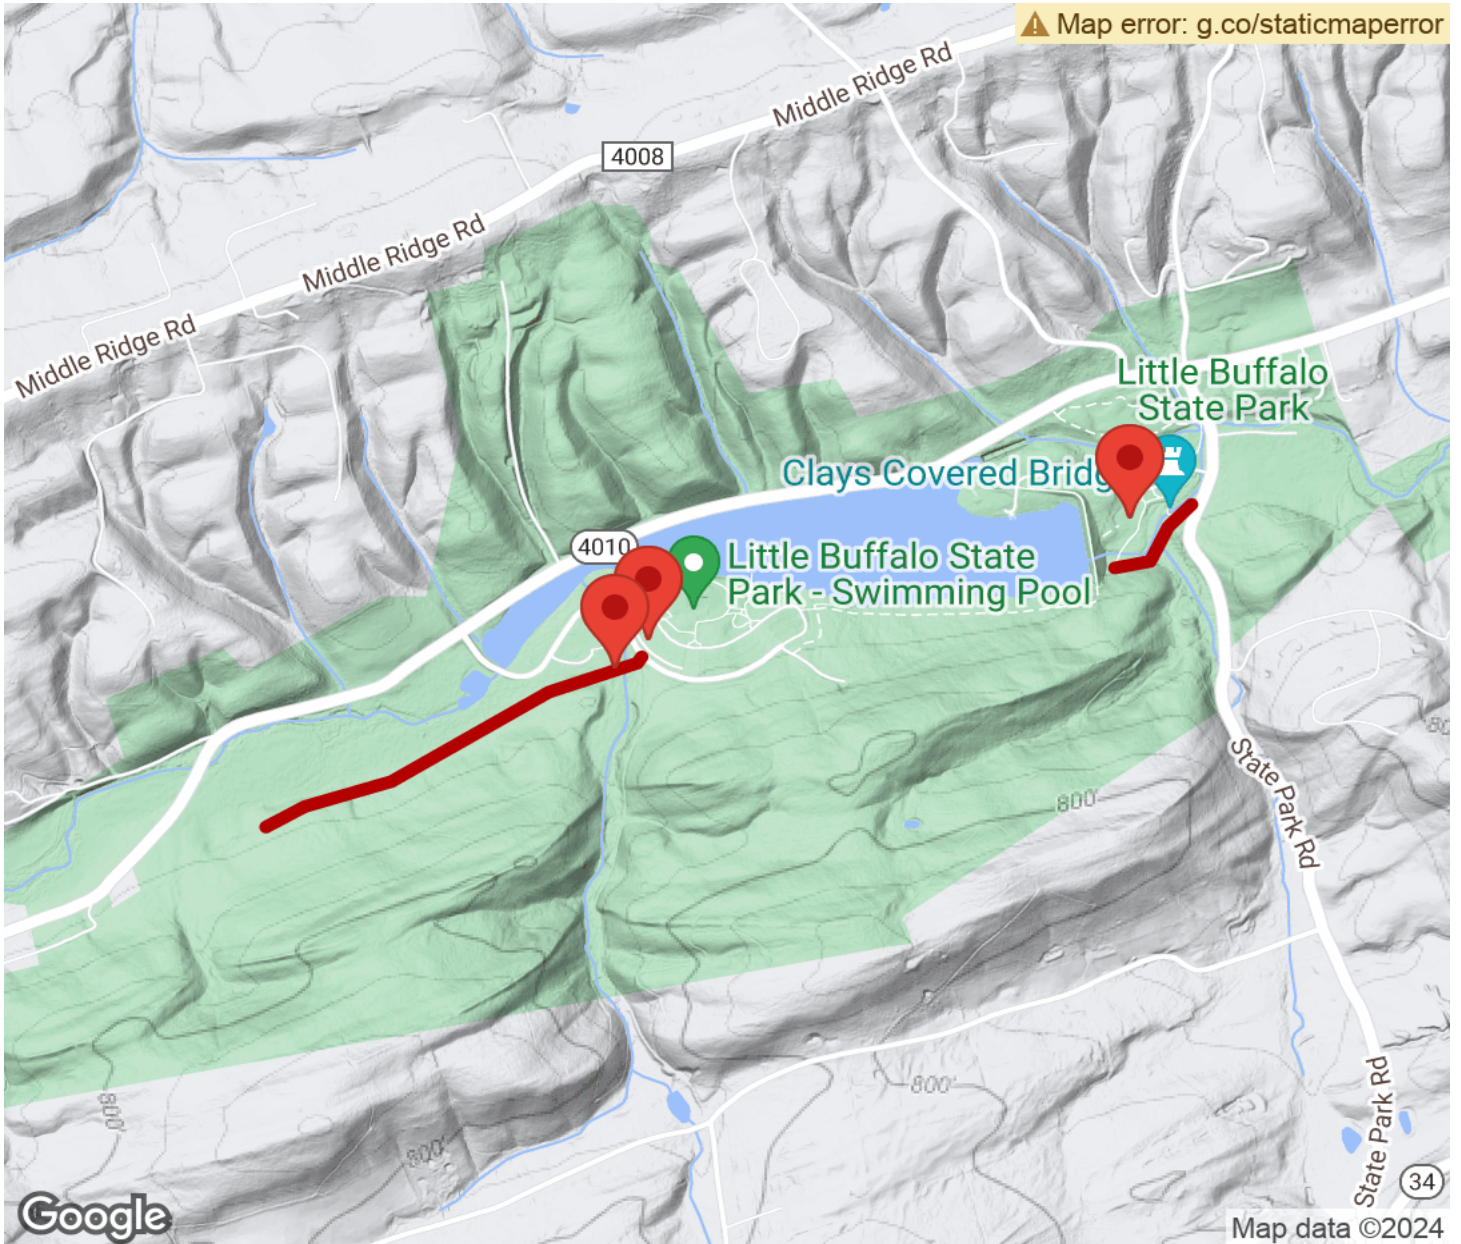 Map error: g.co/staticmaperror
Middle Ridge Rd
4008
Middle Ridge Rd
Middle Ridge Rd
Little Buffalo
State Park
Clays Covered Bridg
4010
Little Buffalo State
Park - Swimming Pool
State Park Rd
800'
800'
800'
800'
State Park Rd
34
Google
Map data ©2024